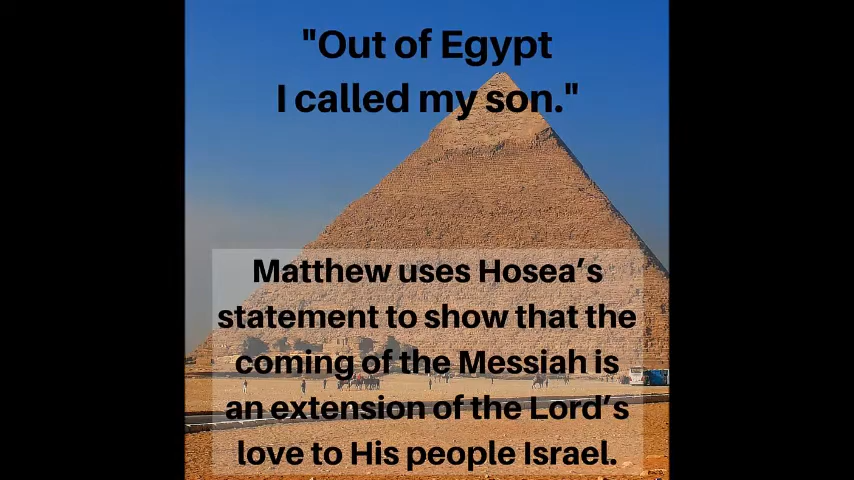 "Out of Egypt
I called my son."
Matthew uses Hosea’s
statement to show that the
coming of the Messiah is
an extension of the Lord’s
love to His people Israel.